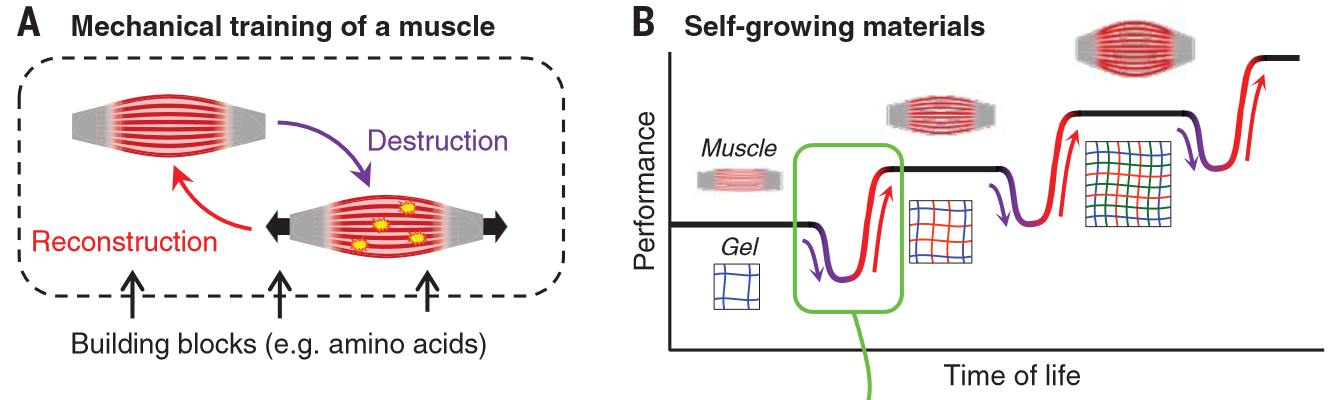 A Mechanical training of a muscle
Destruction
Reconstruction
Building blocks (e.g. amino acids)
B Self-growing materials
Performance
Muscle
Gel
Time of life